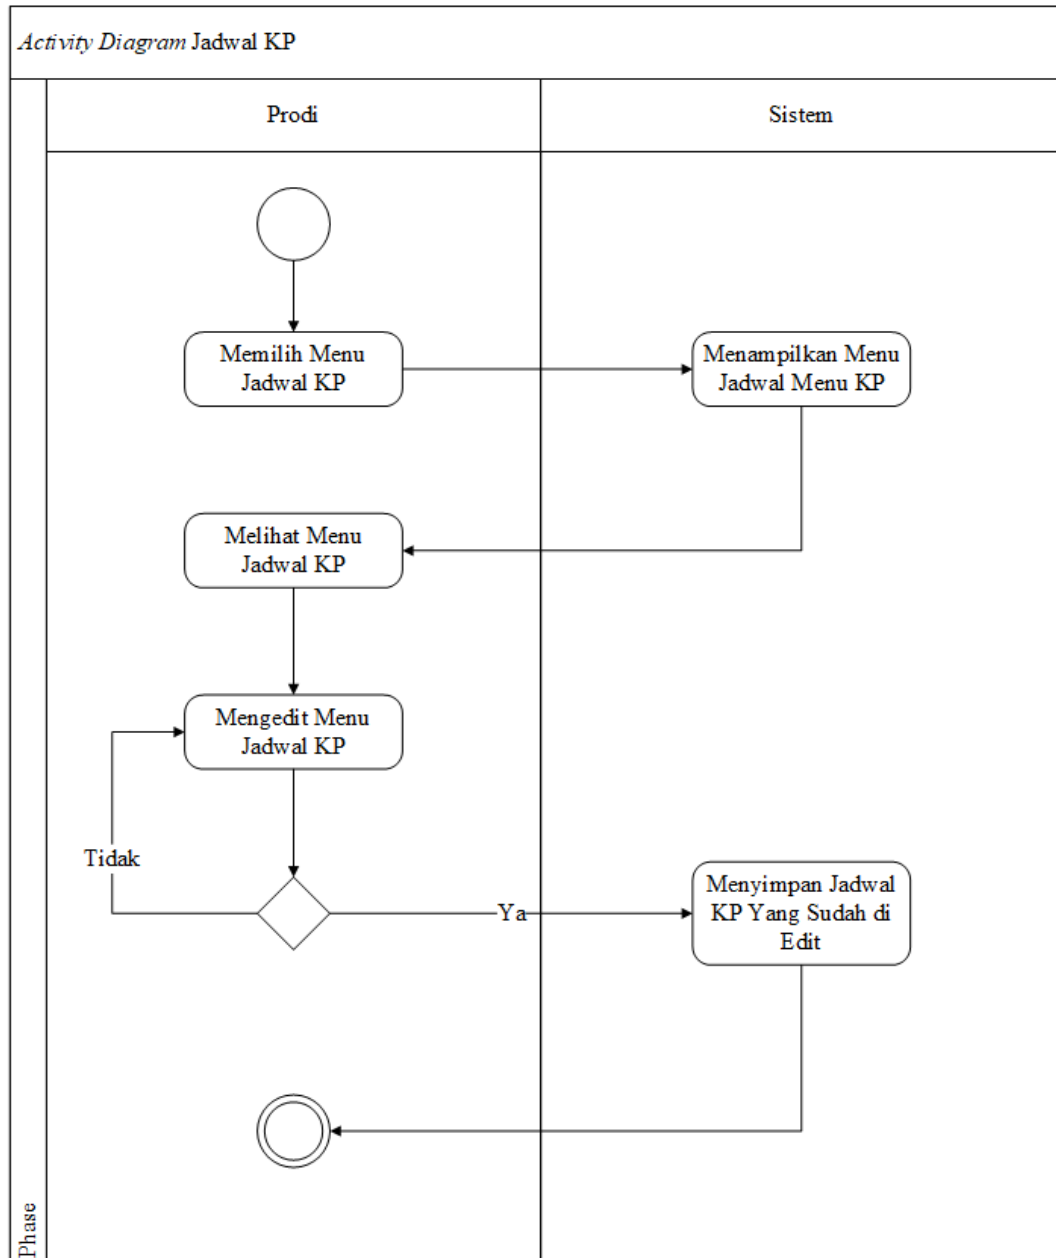 Activity Diagram Jadwal KP
Prodi
Sistem
Memilih Menu
Jadwal KP
Menampilkan Menu
Jadwal Menu KP
Melihat Menu
Jadwal KP
Mengedit Menu
Jadwal KP
Tidak
Ya
Menyimpan Jadwal
KP Yang Sudah di
Edit
Phase